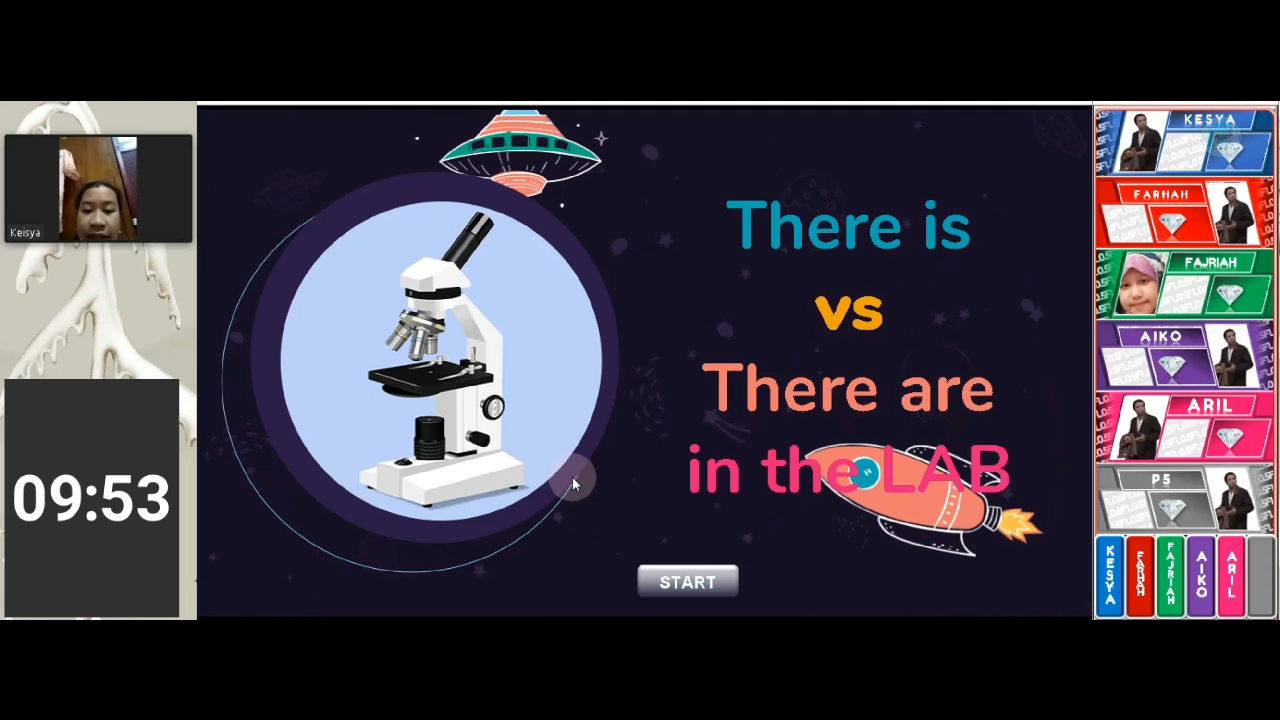 Keisya
09:53
There is
vs
There are
in the LAB
START
KESYA
FARHAH
FAJRIAH
AIKO
ARIL
P5
KESYA
FARHAH
FAJRIAH
AIKO
ARIL